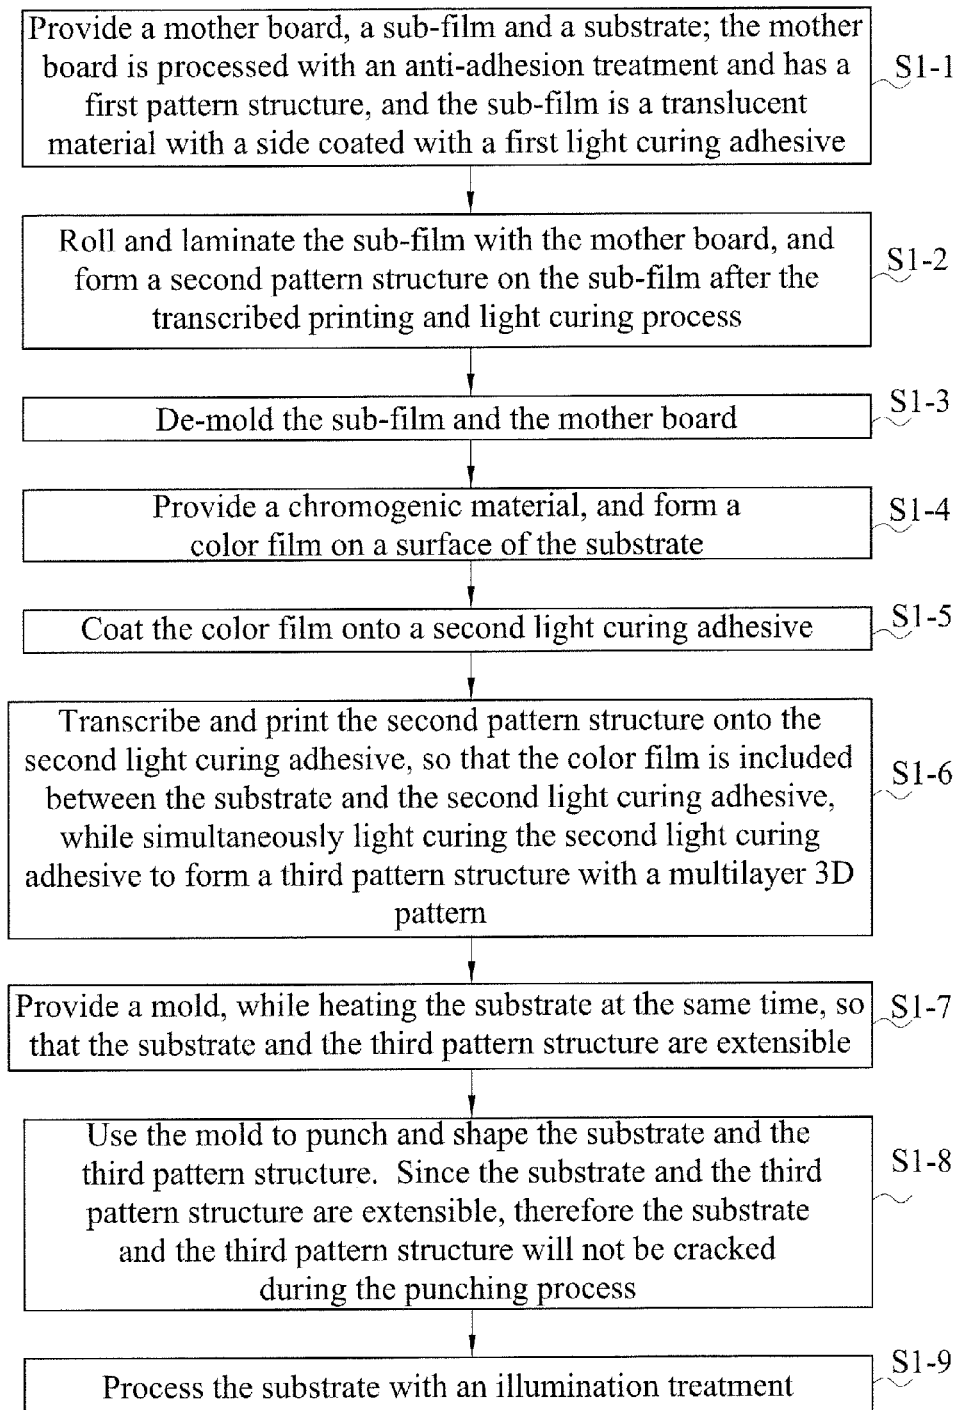 Provide a mother board, a sub-film and a substrate; the mother
board is processed with an anti-adhesion treatment and has a
first pattern structure, and the sub-film is a translucent
material with a side coated with a first light curing adhesive
S1-1
Roll and laminate the sub-film with the mother board, and
form a second pattern structure on the sub-film after the
transcribed printing and light curing process
S1-2
De-mold the sub-film and the mother board
S1-3
Provide a chromogenic material, and form a
color film on a surface of the substrate
S1-4
Coat the color film onto a second light curing adhesive
S1-5
Transcribe and print the second pattern structure onto the
second light curing adhesive, so that the color film is included
between the substrate and the second light curing adhesive,
while simultaneously light curing the second light curing
adhesive to form a third pattern structure with a multilayer 3D
pattern
S1-6
Provide a mold, while heating the substrate at the same time, so
that the substrate and the third pattern structure are extensible
S1-7
Use the mold to punch and shape the substrate and the
third pattern structure. Since the substrate and the third
pattern structure are extensible, therefore the substrate
and the third pattern structure will not be cracked
during the punching process
S1-8
Process the substrate with an illumination treatment
S1-9